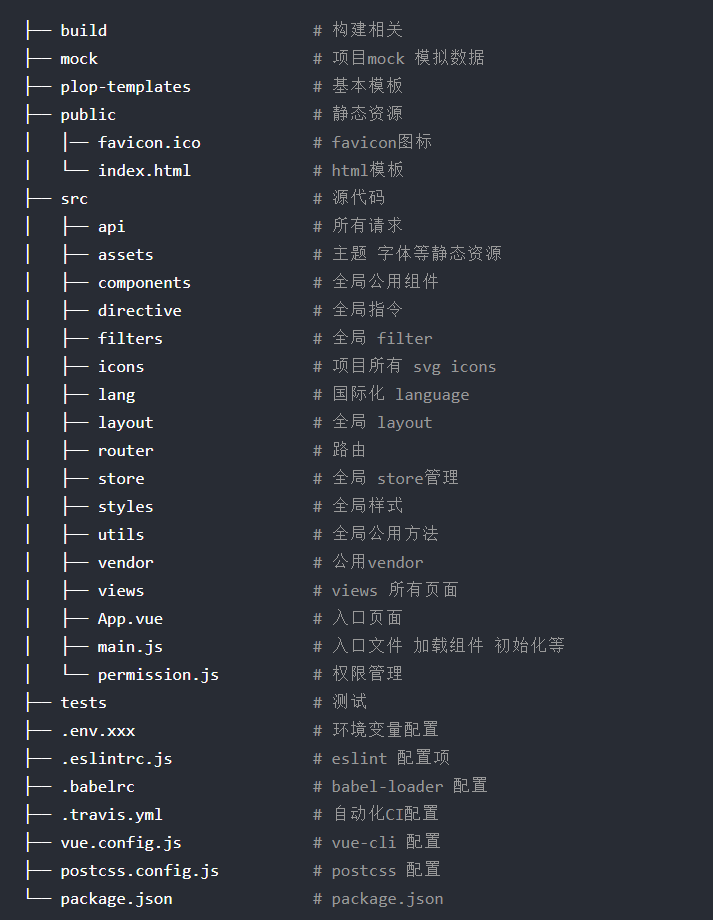 ├── build                      # 构建相关
├── mock                       # 项目mock 模拟数据
├── plop-templates             # 基本模板
├── public                     # 静态资源
│   │── favicon.ico            # favicon图标
│   └── index.html             # html模板
├── src                        # 源代码
│   ├── api                    # 所有请求
│   ├── assets                 # 主题 字体等静态资源
│   ├── components             # 全局公用组件
│   ├── directive              # 全局指令
│   ├── filters                # 全局 filter
│   ├── icons                  # 项目所有 svg icons
│   ├── lang                   # 国际化 language
│   ├── layout                 # 全局 layout
│   ├── router                 # 路由
│   ├── store                  # 全局 store管理
│   ├── styles                 # 全局样式
│   ├── utils                  # 全局公用方法
│   ├── vendor                 # 公用vendor
│   ├── views                  # views 所有页面
│   ├── App.vue                # 入口页面
│   ├── main.js                # 入口文件 加载组件 初始化等
│   └── permission.js          # 权限管理
├── tests                      # 测试
├── .env.xxx                   # 环境变量配置
├── .eslintrc.js               # eslint 配置项
├── .babelrc                   # babel-loader 配置
├── .travis.yml                # 自动化CI配置
├── vue.config.js              # vue-cli 配置
├── postcss.config.js          # postcss 配置
└── package.json               # package.json